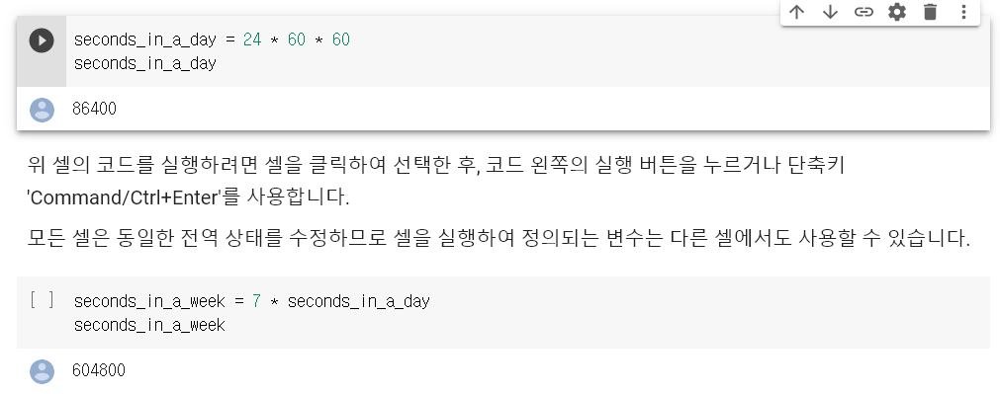 seconds_in_a_day = 24 * 60 * 60
seconds_in_a_day
86400
위 셀의 코드를 실행하려면 셀을 클릭하여 선택한 후, 코드 왼쪽의 실행 버튼을 누르거나 단축키
'Command/Ctrl+Enter'를 사용합니다.
모든 셀은 동일한 전역 상태를 수정하므로 셀을 실행하여 정의되는 변수는 다른 셀에서도 사용할 수 있습니다.
[ ] seconds_in_a_week = 7 * seconds_in_a_day
seconds_in_a_week
604800